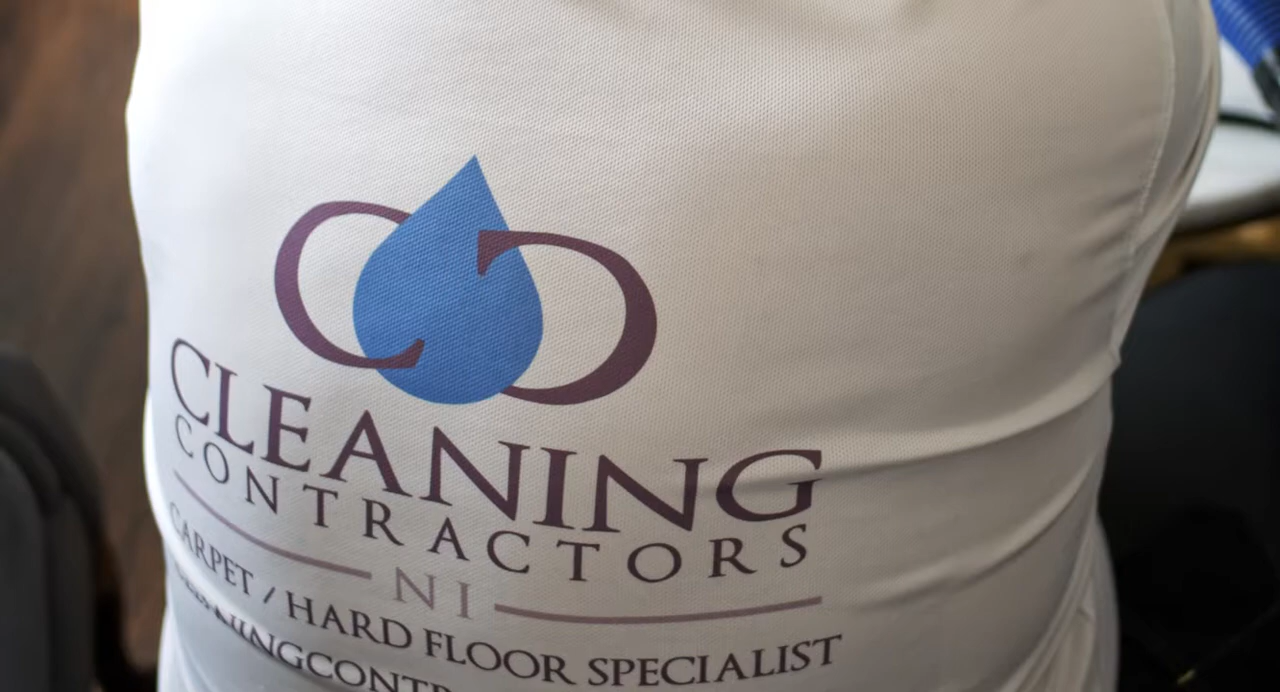 CLEANING
CONTRACTORS
NI
CARPET / HARD FLOOR SPECIALIST